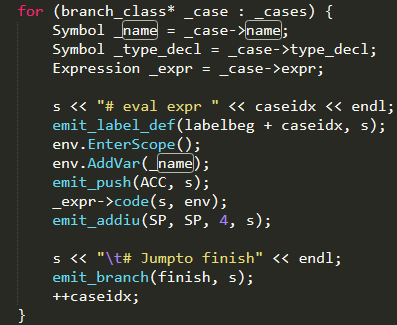 for (branch_class* _case : _cases) {
    Symbol _name = _case->name;
    Symbol _type_decl = _case->type_decl;
    Expression _expr = _case->expr;

    s << "# eval expr " << caseidx << endl;
    emit_label_def(labelbeg + caseidx, s);
    env.EnterScope();
    env.AddVar(_name);
    emit_push(ACC, s);
    _expr->code(s, env);
    emit_addiu(SP, SP, 4, s);

    s << "\t# Jumpto finish" << endl;
    emit_branch(finish, s);
    ++caseidx;
}